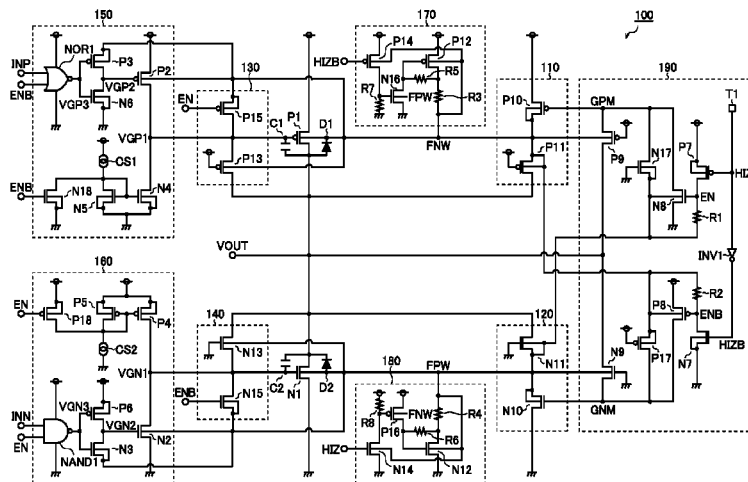 100
150
NOR1
INP
ENB
VGP3
P3
N6
VGP2
P2
VGP1
CS1
ENB
N18
N5
N4
130
EN
P15
P13
C1
P1
D1
170
HIZB
P14
P12
N16
R5
R7
FPW
R3
FNW
110
P10
P11
GPM
P9
190
T1
N17
P7
HIZ
N8
EN
R1
INV1
VOUT
160
EN
P5
P18
P4
CS2
VGN1
INN
EN
VGN3
P6
NAND1
N3
VGN2
N2
140
N13
ENB
N15
C2
N1
D2
180
FPW
R8
FNW
P16
R4
R6
HIZ
N14
N12
120
N11
N10
N9
GNM
P8
R2
ENB
P17
N7
HIZB